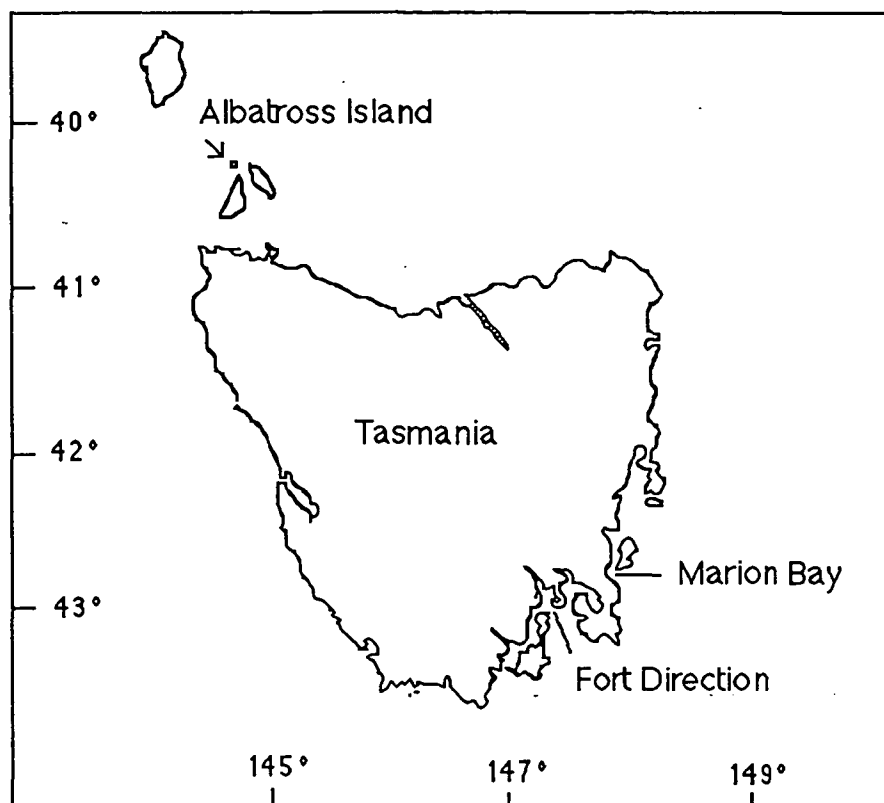 Albatross Island
40°
41°
Tasmania
42°
Marion Bay
43°
Fort Direction
145°
147°
149°